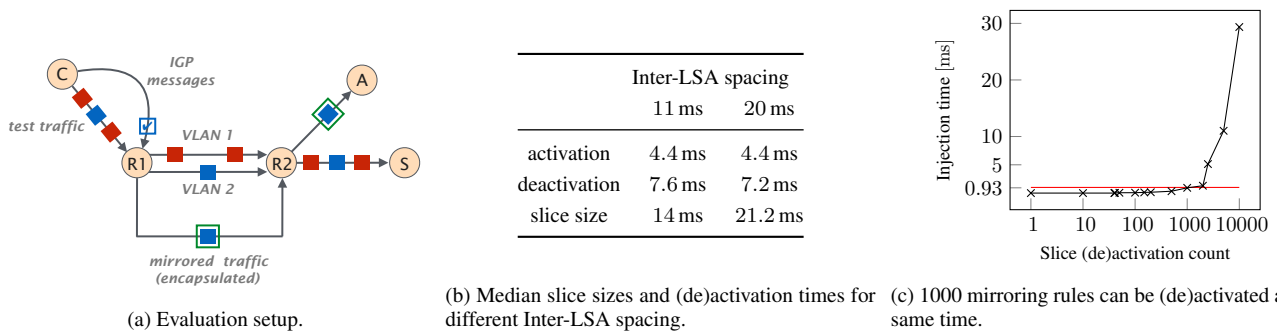 C
IGP
messages
A
test traffic
VLAN 1
R1
R2
S
VLAN 2
mirrored traffic
(encapsulated)
(a) Evaluation setup.
Inter-LSA spacing
11 ms 20 ms
activation 4.4 ms 4.4 ms
deactivation 7.6 ms 7.2 ms
slice size 14 ms 21.2 ms
(b) Median slice sizes and (de)activation times for
different Inter-LSA spacing.
Injection time [ms]
30
10
5
0.93
1 10 100 1000 10000
Slice (de)activation count
(c) 1000 mirroring rules can be (de)activated a
same time.